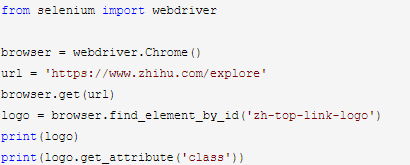 from selenium import webdriver
browser = webdriver.Chrome()
url = 'https://www.zhihu.com/explore'
browser.get(url)
logo = browser.find_element_by_id('zh-top-link-logo')
print(logo)
print(logo.get_attribute('class'))